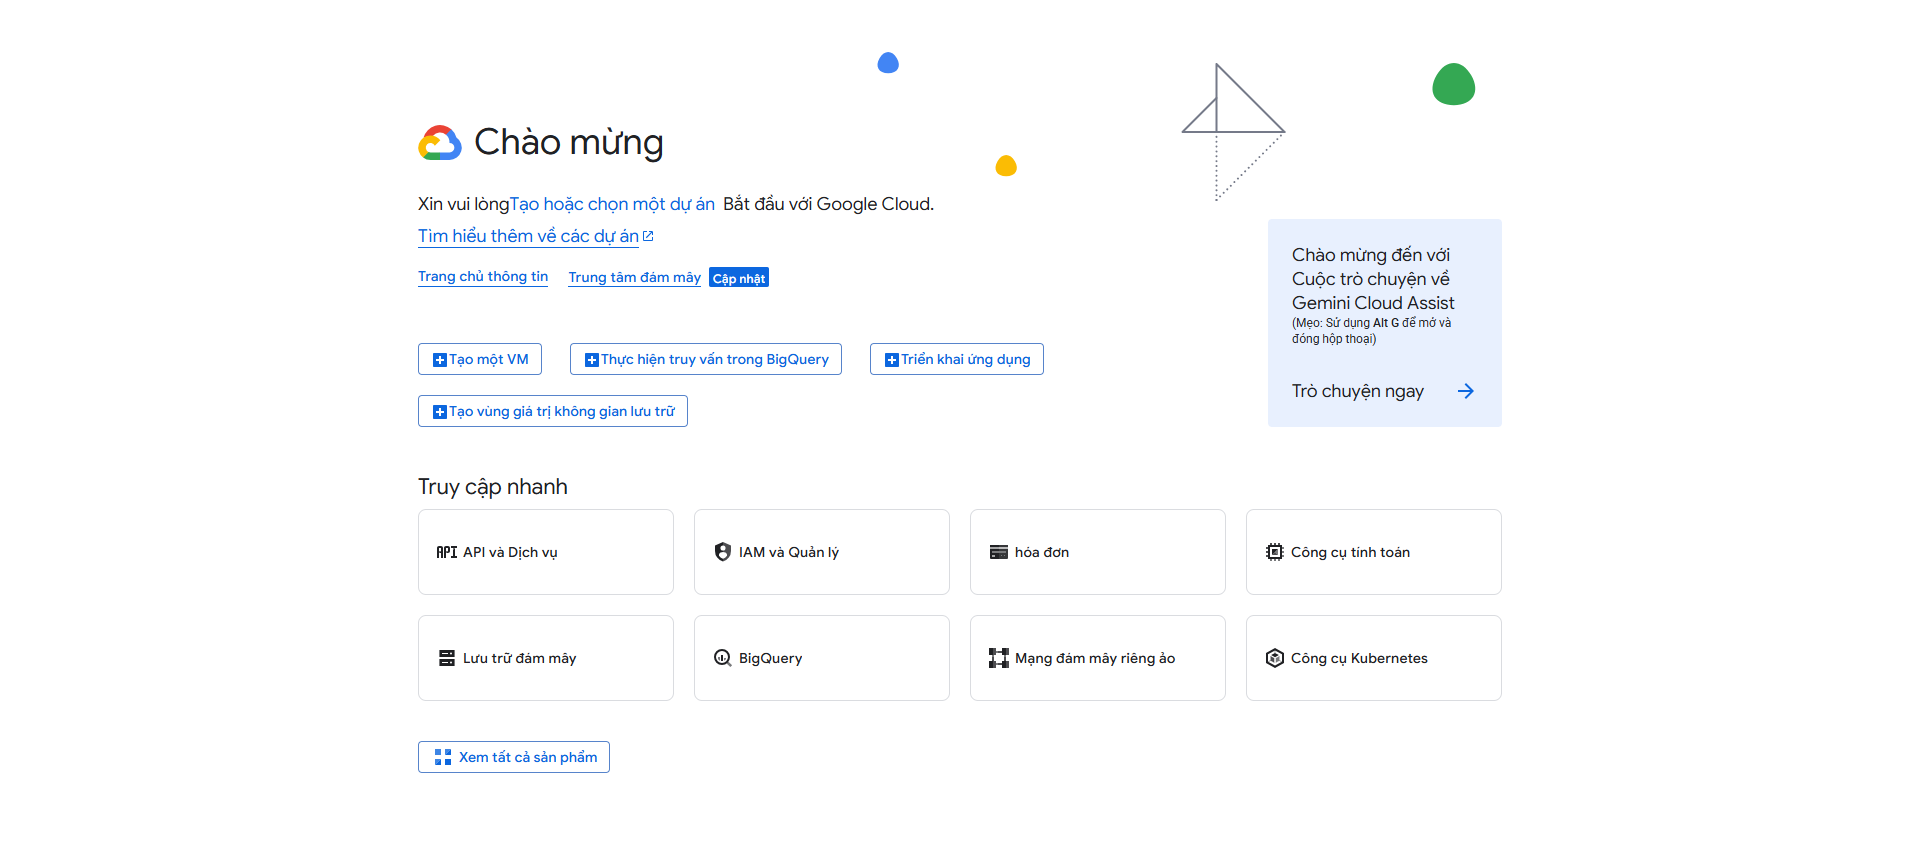 Chào mừng
Xin vui lòngTạo hoặc chọn một dự án Bắt đầu với Google Cloud.
Tìm hiểu thêm về các dự án
Trang chủ thông tin Trung tâm đám mây Cập nhật
Chào mừng đến với
Cuộc trò chuyện về
Gemini Cloud Assist
(Mẹo: Sử dụng Alt G để mở và
đóng hộp thoại)
Trò chuyện ngay
Tạo một VM Thực hiện truy vấn trong BigQuery Triển khai ứng dụng
Tạo vùng giá trị không gian lưu trữ
Truy cập nhanh
API API và Dịch vụ IAM và Quản lý hóa đơn Công cụ tính toán
Lưu trữ đám mây BigQuery Mạng đám mây riêng ảo Công cụ Kubernetes
Xem tất cả sản phẩm